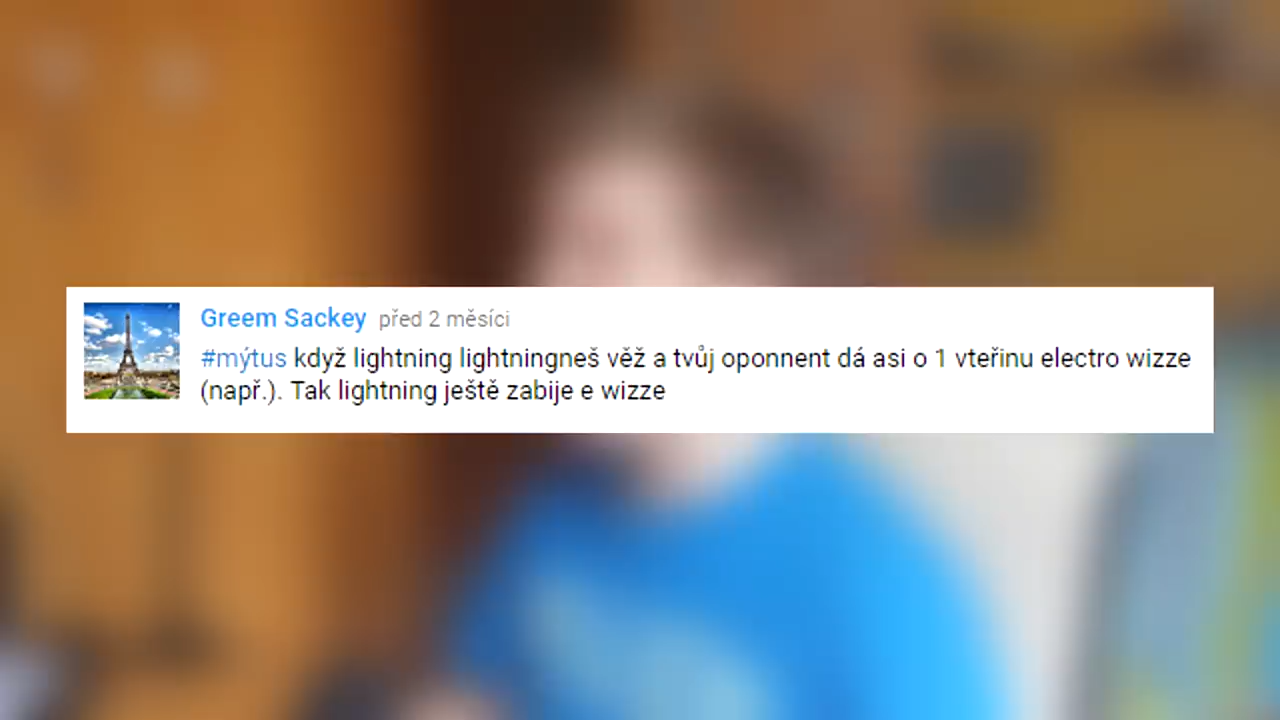 Greem Sackey před 2 měsíci
#mýtus když lightning lightningneš věž a tvůj oponnent dá asi o 1 vteřinu electro wizze
(např.). Tak lightning ještě zabije e wizze